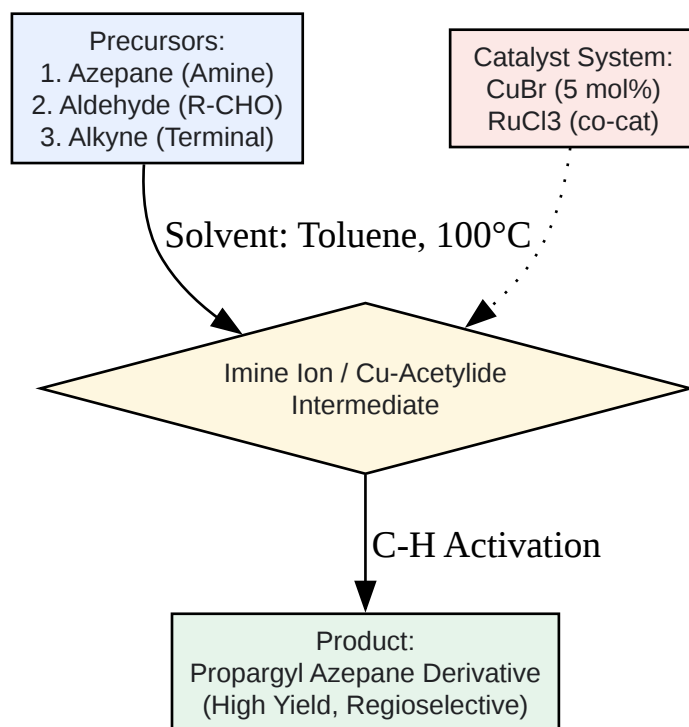 Precursors:
1. Azepane (Amine)
2. Aldehyde (R-CHO)
3. Alkyne (Terminal)
Catalyst System:
CuBr (5 mol%)
RuCl3 (co-cat)
Solvent: Toluene, 100°C
Imine Ion / Cu-Acetylide
Intermediate
C-H Activation
Product:
Propargyl Azepane Derivative
(High Yield, Regioselective)